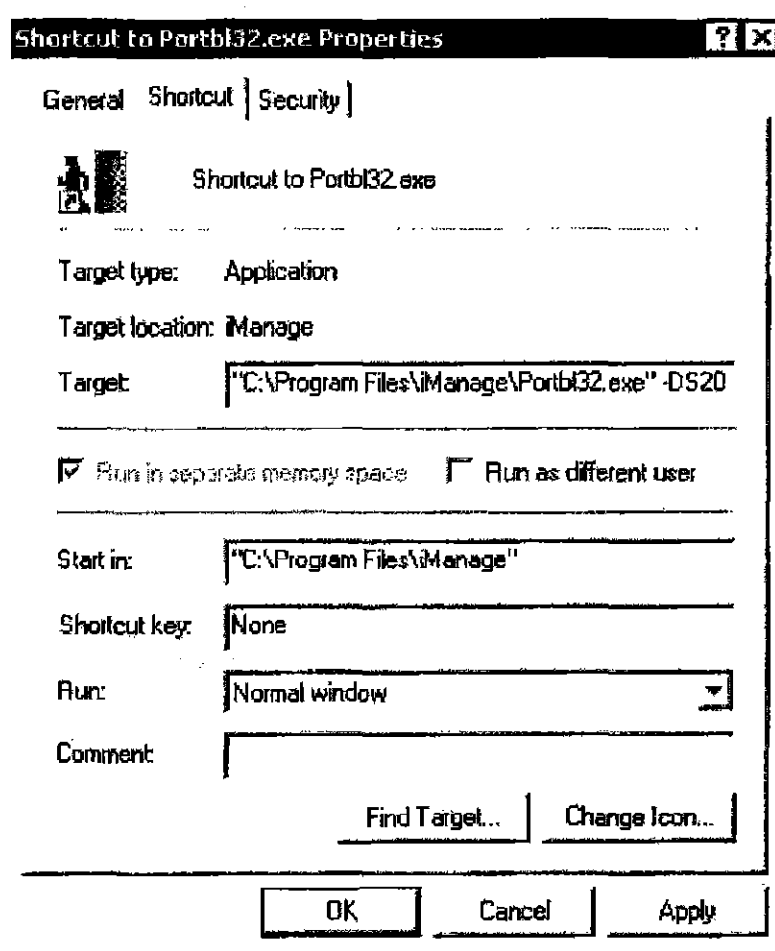 Shortcut to Portbl32.exe Properties ? X
General Shortcut Security
Shortcut to Portbl32.exe
Target type: Application
Target location: iManage
Target: "C:\Program Files\iManage\Portbl32.exe" -DS20
Run in separate memory space Run as different user
Start in: "C:\Program Files\iManage"
Shortcut key: None
Run: Normal window
Comment:
Find Target... Change Icon...
OK Cancel Apply